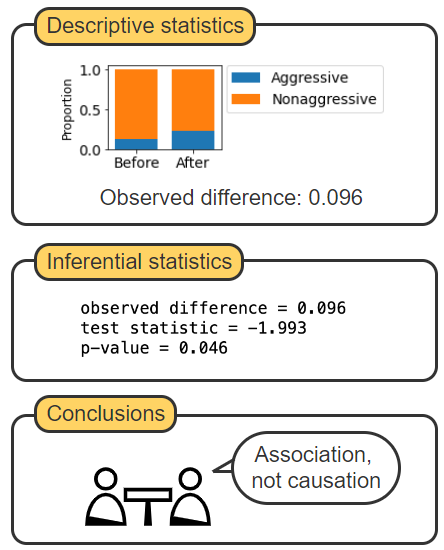 Descriptive statistics
1.0
0.5
0.0
Proportion
Before
After
Aggressive
Nonaggressive
Observed difference: 0.096
Inferential statistics
observed difference = 0.096
test statistic = -1.993
p-value = 0.046
Conclusions
Association,
not causation